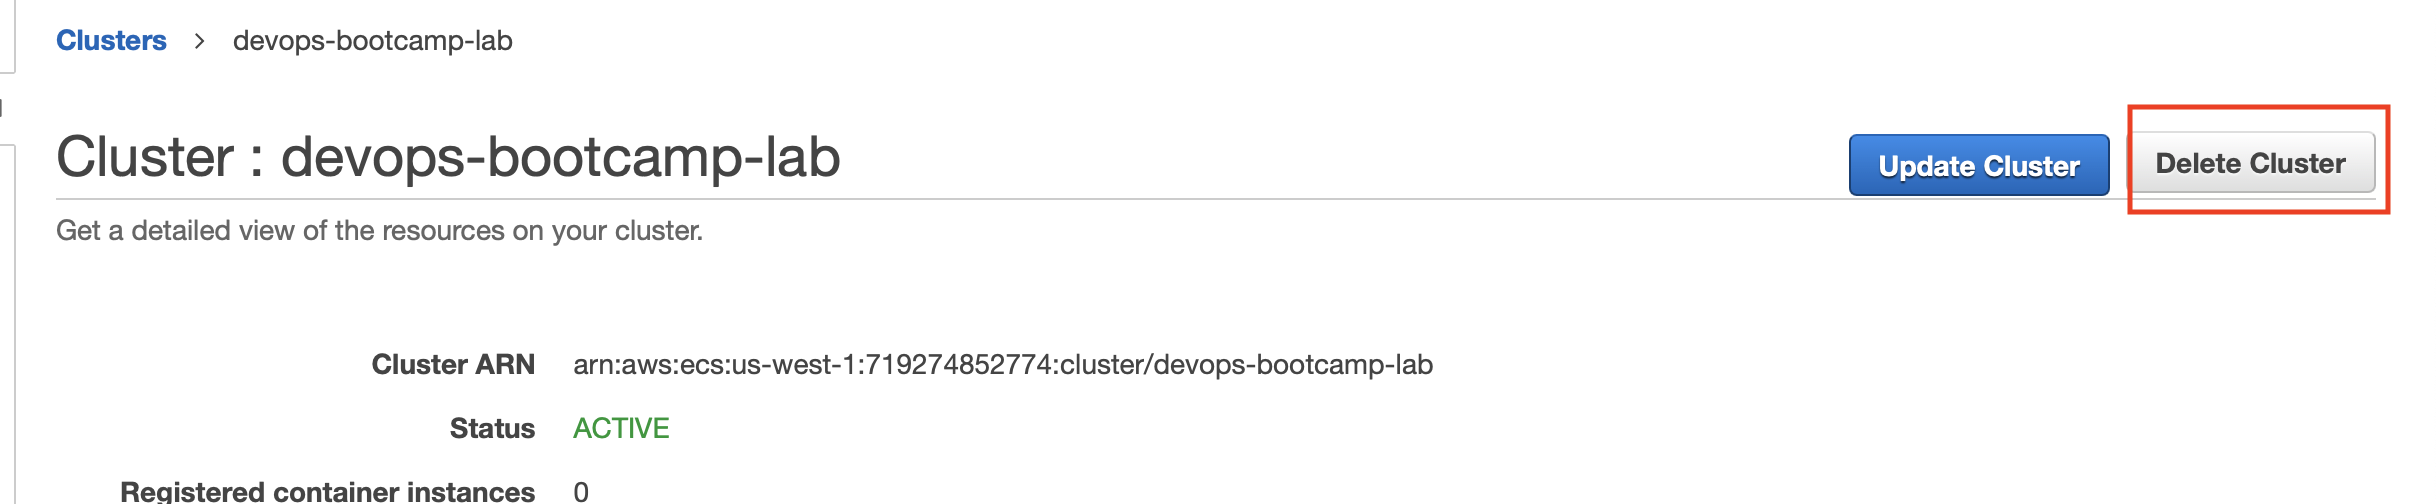 Clusters > devops-bootcamp-lab
Cluster : devops-bootcamp-lab
Update Cluster
Delete Cluster
Get a detailed view of the resources on your cluster.
Cluster ARN arn:aws:ecs:us-west-1:719274852774:cluster/devops-bootcamp-lab
Status ACTIVE
Registered container instances 0